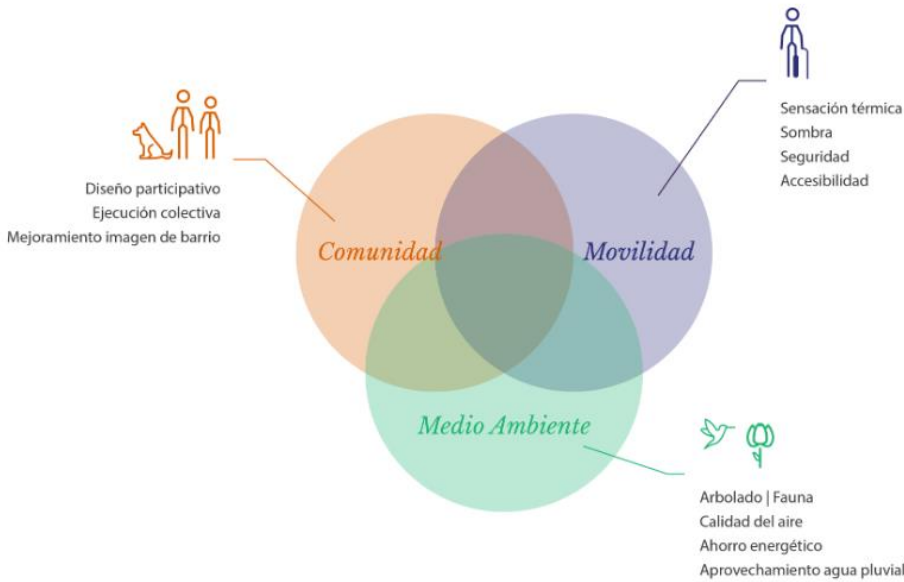 Sensación térmica
Sombra
Seguridad
Accesibilidad
Diseño participativo
Ejecución colectiva
Mejoramiento imagen de barrio
Comunidad
Movilidad
Medio Ambiente
Arbolado | Fauna
Calidad del aire
Ahorro energético
Aprovechamiento agua pluvial